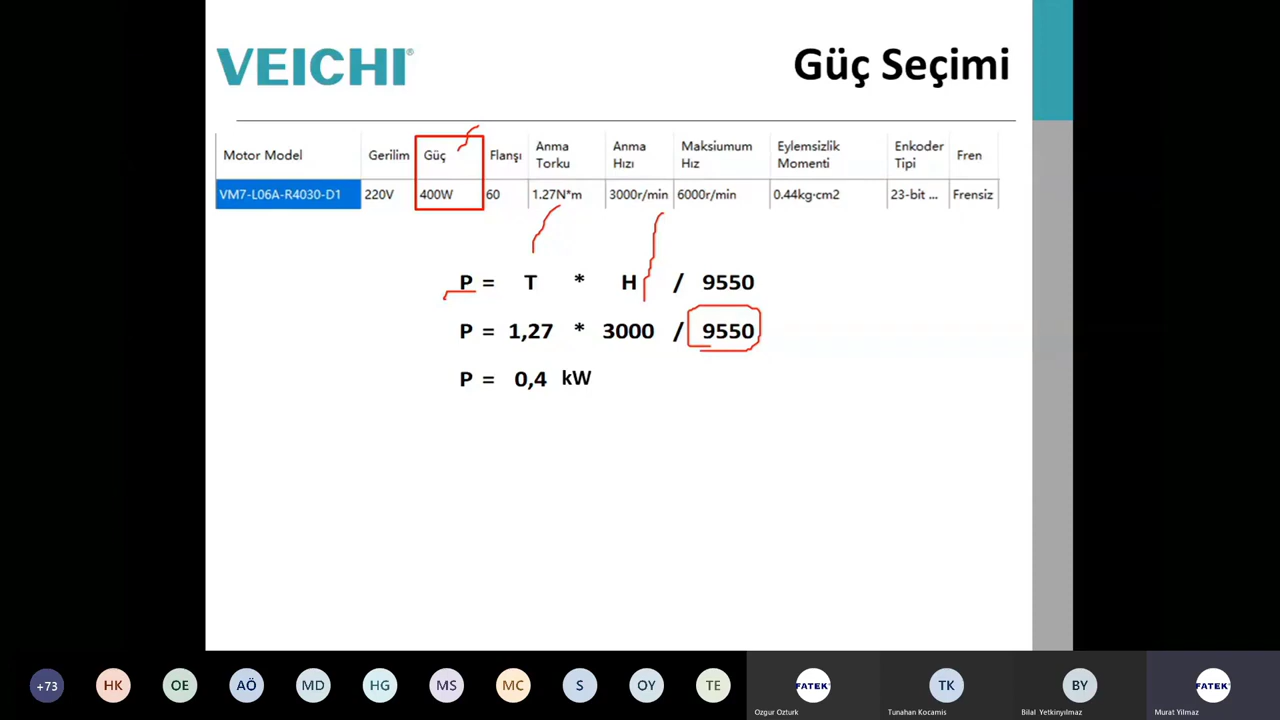 VEICHI®
Güç Seçimi
Motor Model Gerilim Güç Flanşı Anma Torku Anma Hızı Maksiumum Hız Eylemsizlik Momenti Enkoder Tipi Fren
VM7-L06A-R4030-D1 220V 400W 60 1.27N*m 3000r/min 6000r/min 0.44kg·cm2 23-bit ... Frensiz
P = T * H / 9550
P = 1,27 * 3000 / 9550
P = 0,4 kW
+73 HK OE AÖ MD HG MS MC S OY TE FATEK TK BY FATEK
Ozgur Ozturk Tunahan Kocamis Bilal Yetkinyılmaz Murat Yilmaz